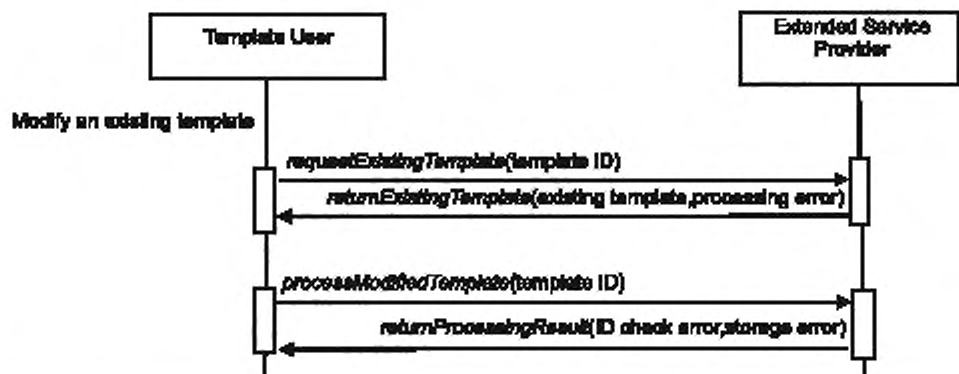 Template User
Extended Service
Provider
Modify an existing template
requestExistingTemplate(template ID)
returnExistingTemplate(existing template,processing error)
processModifiedTemplate(template ID)
returnProcessingResult(ID check error,storage error)